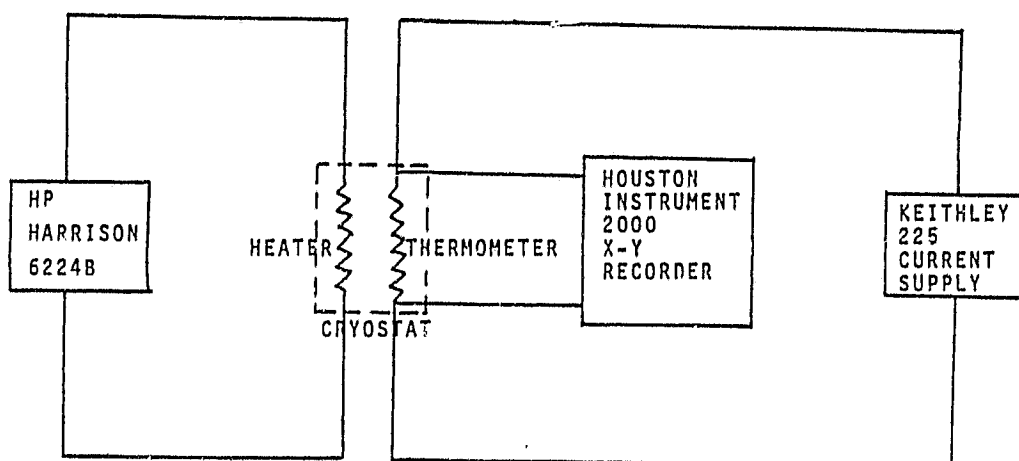 HP
HARRISON
6224B
HEATER
THERMOMETER
CRYOSTAT
HOUSTON
INSTRUMENT
2000
X-Y
RECORDER
KEITHLEY
225
CURRENT
SUPPLY